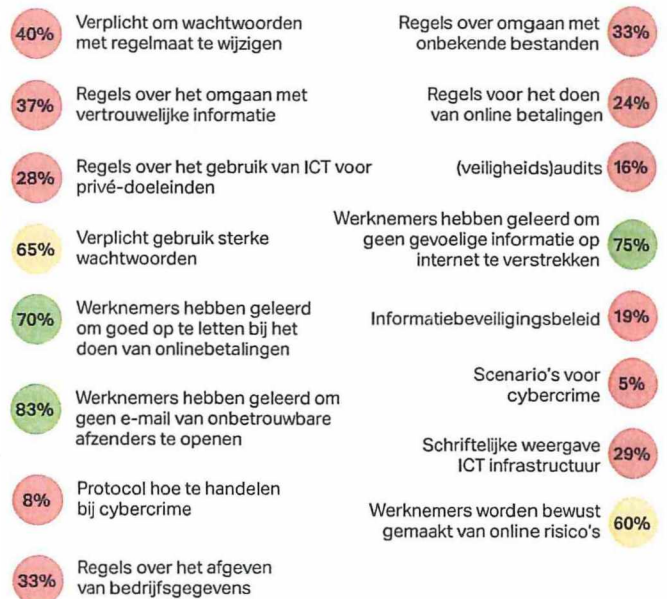 40% Verplicht om wachtwoorden
met regelmaat te wijzigen
37% Regels over het omgaan met
vertrouwelijke informatie
28% Regels over het gebruik van ICT voor
privé-doeleinden
65% Verplicht gebruik sterke
wachtwoorden
70% Werknemers hebben geleerd
om goed op te letten bij het
doen van onlinebetalingen
83% Werknemers hebben geleerd om
geen e-mail van onbetrouwbare
afzenders te openen
8% Protocol hoe te handelen
bij cybercrime
33% Regels over het afgeven
van bedrijfsgegevens
Regels over omgaan met
onbekende bestanden 33%
Regels voor het doen
van online betalingen 24%
(veiligheids)audits 16%
Werknemers hebben geleerd om
geen gevoelige informatie op
internet te verstrekken 75%
Informatiebeveiligingsbeleid 19%
Scenario's voor
cybercrime 5%
Schriftelijke weergave
ICT infrastructuur 29%
Werknemers worden bewust
gemaakt van online risico's 60%